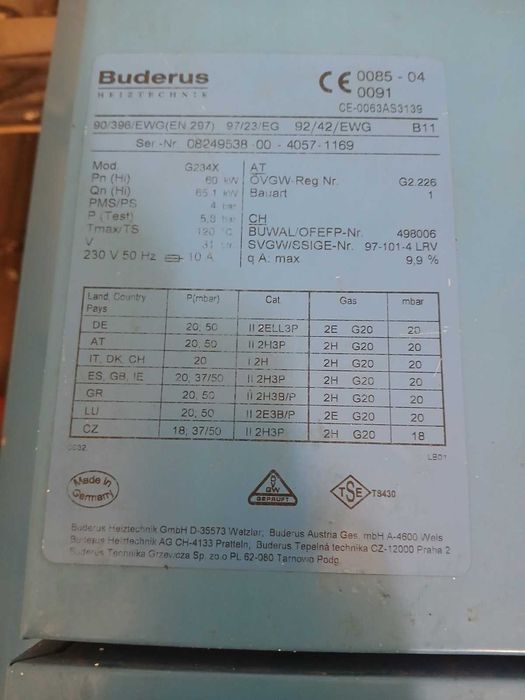 Buderus
HEIZTECHNIK
CE 0085 - 04
0091
CE-0063AS3139
90/396/EWG(EN 297) 97/23/EG 92/42/EWG B11
Ser.-Nr. 08249538-00 - 4057-1169
Mod. G234X
Pn (Hi) 60 kW
Qn (Hi) 65,1 kW
PMS/PS 4 bar
P (Test) 5,8 bar
Tmax/TS 120 °C
V 31 Ltr.
230 V 50 Hz 10 A
AT
ÖVGW-Reg Nr. G2.226
Bauart 1
CH
BUWAL/OFEFP-Nr. 498006
SVGW/SSIGE-Nr. 97-101-4 LRV
q A. max 9,9 %
Land, Country Pays P(mbar) Cat. Gas mbar
DE 20, 50 II 2ELL3P 2E G20 20
AT 20, 50 II 2H3P 2H G20 20
IT, DK, CH 20 I 2H 2H G20 20
ES, GB, IE 20, 37/50 II 2H3P 2H G20 20
GR 20, 50 II 2H3B/P 2H G20 20
LU 20, 50 II 2E3B/P 2E G20 20
CZ 18, 37/50 II 2H3P 2H G20 18
LB01
Made in Germany
DV
GW
GEPRÜFT
TSE TS430
Buderus Heiztechnik GmbH D-35573 Wetzlar, Buderus Austria Ges. mbH A-4600 Wels
Buderus Heiztechnik AG CH-4133 Pratteln, Buderus Tepelná technika CZ-12000 Praha 2
Buderus Technika Grzewcza Sp. zo.o PL 62-080 Tarnowo Podg.